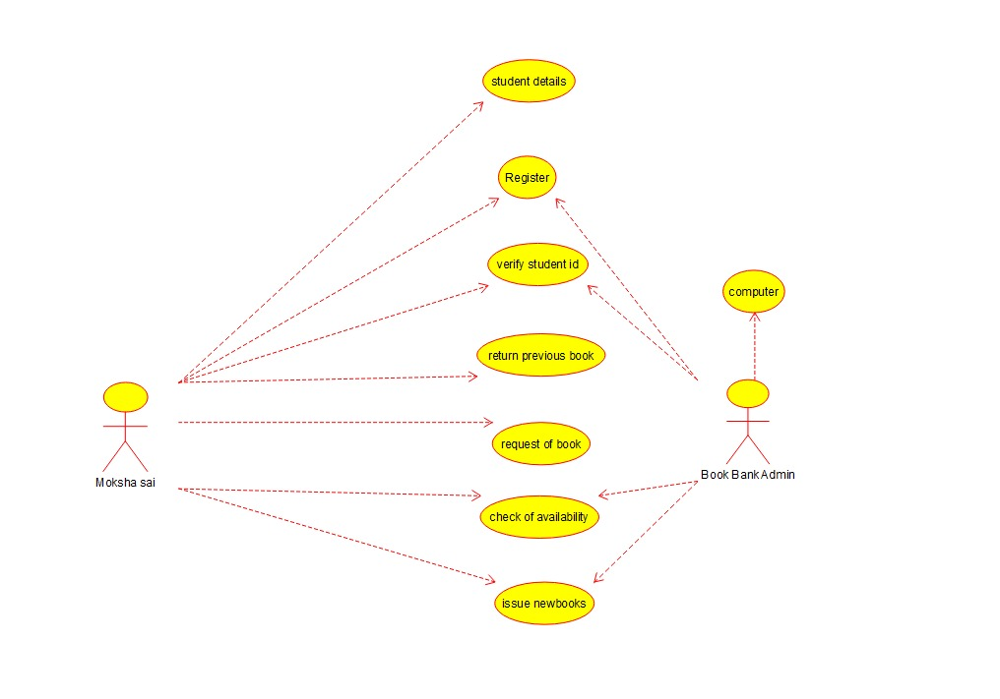 student details
Register
verify student id
computer
return previous book
request of book
Moksha sai
Book Bank Admin
check of availability
issue newbooks